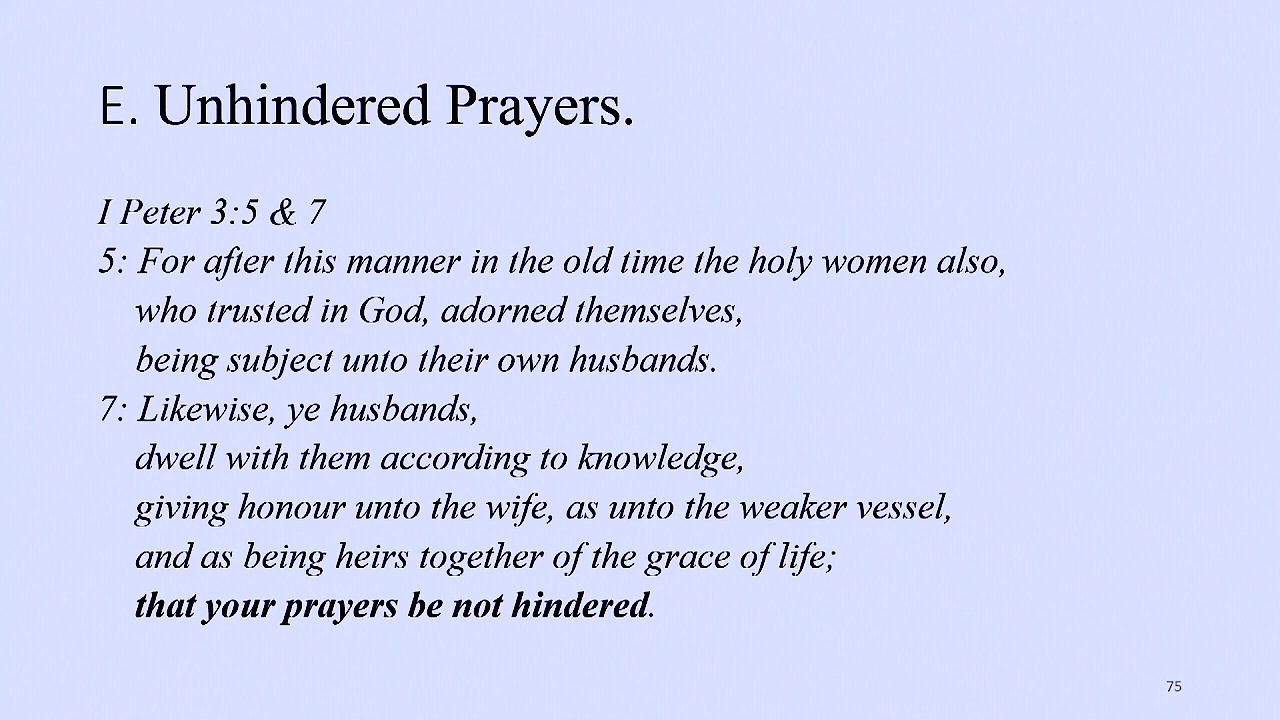 E. Unhindered Prayers.
I Peter 3:5 & 7
5: For after this manner in the old time the holy women also,
who trusted in God, adorned themselves,
being subject unto their own husbands.
7: Likewise, ye husbands,
dwell with them according to knowledge,
giving honour unto the wife, as unto the weaker vessel,
and as being heirs together of the grace of life;
that your prayers be not hindered.
75